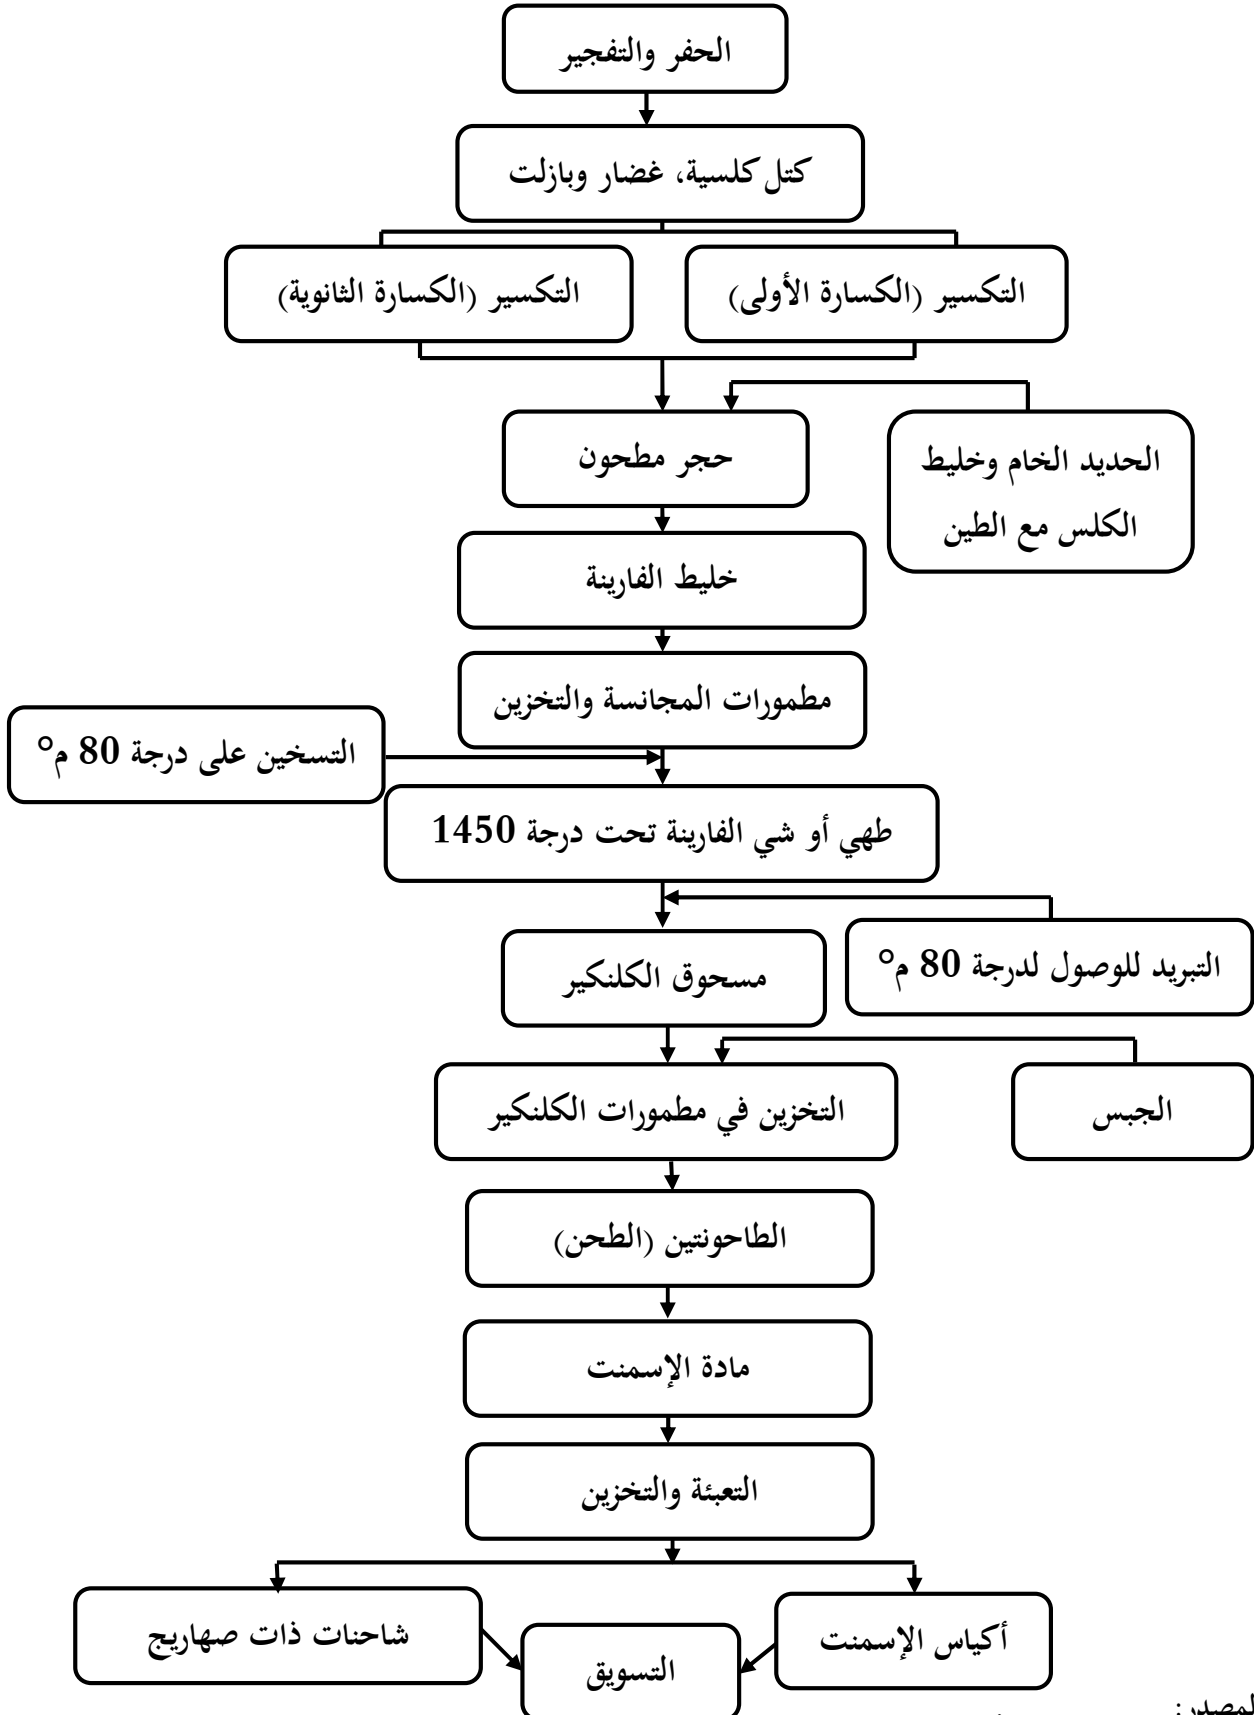 الحفر والتفجير
كتل كلسية، غضار وبازلت
التكسير (الكسارة الأولى)
التكسير (الكسارة الثانوية)
حجر مطحون
الحديد الخام وخليط
الكلس مع الطين
خليط الفارينة
مطمورات المجانسة والتخزين
التسخين على درجة 80 م°
طهي أو شي الفارينة تحت درجة 1450
التبريد للوصول لدرجة 80 م°
مسحوق الكلنكير
التخزين في مطمورات الكلنكير
الجبس
الطاحونتين (الطحن)
مادة الإسمنت
التعبئة والتخزين
أكياس الإسمنت
شاحنات ذات صهاريج
التسويق
لمصدر: